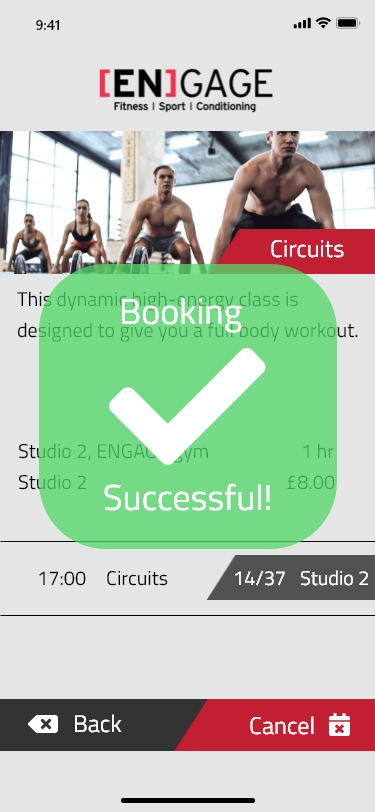 9:41
[EN]GAGE
Fitness | Sport | Conditioning
Circuits
This dynamic high-energy class is
designed to give you a full body workout.
Booking
Successful!
Studio 2, ENGAGE gym
1 hr
Studio 2
£8.00
17:00 Circuits 14/37 Studio 2
Back Cancel